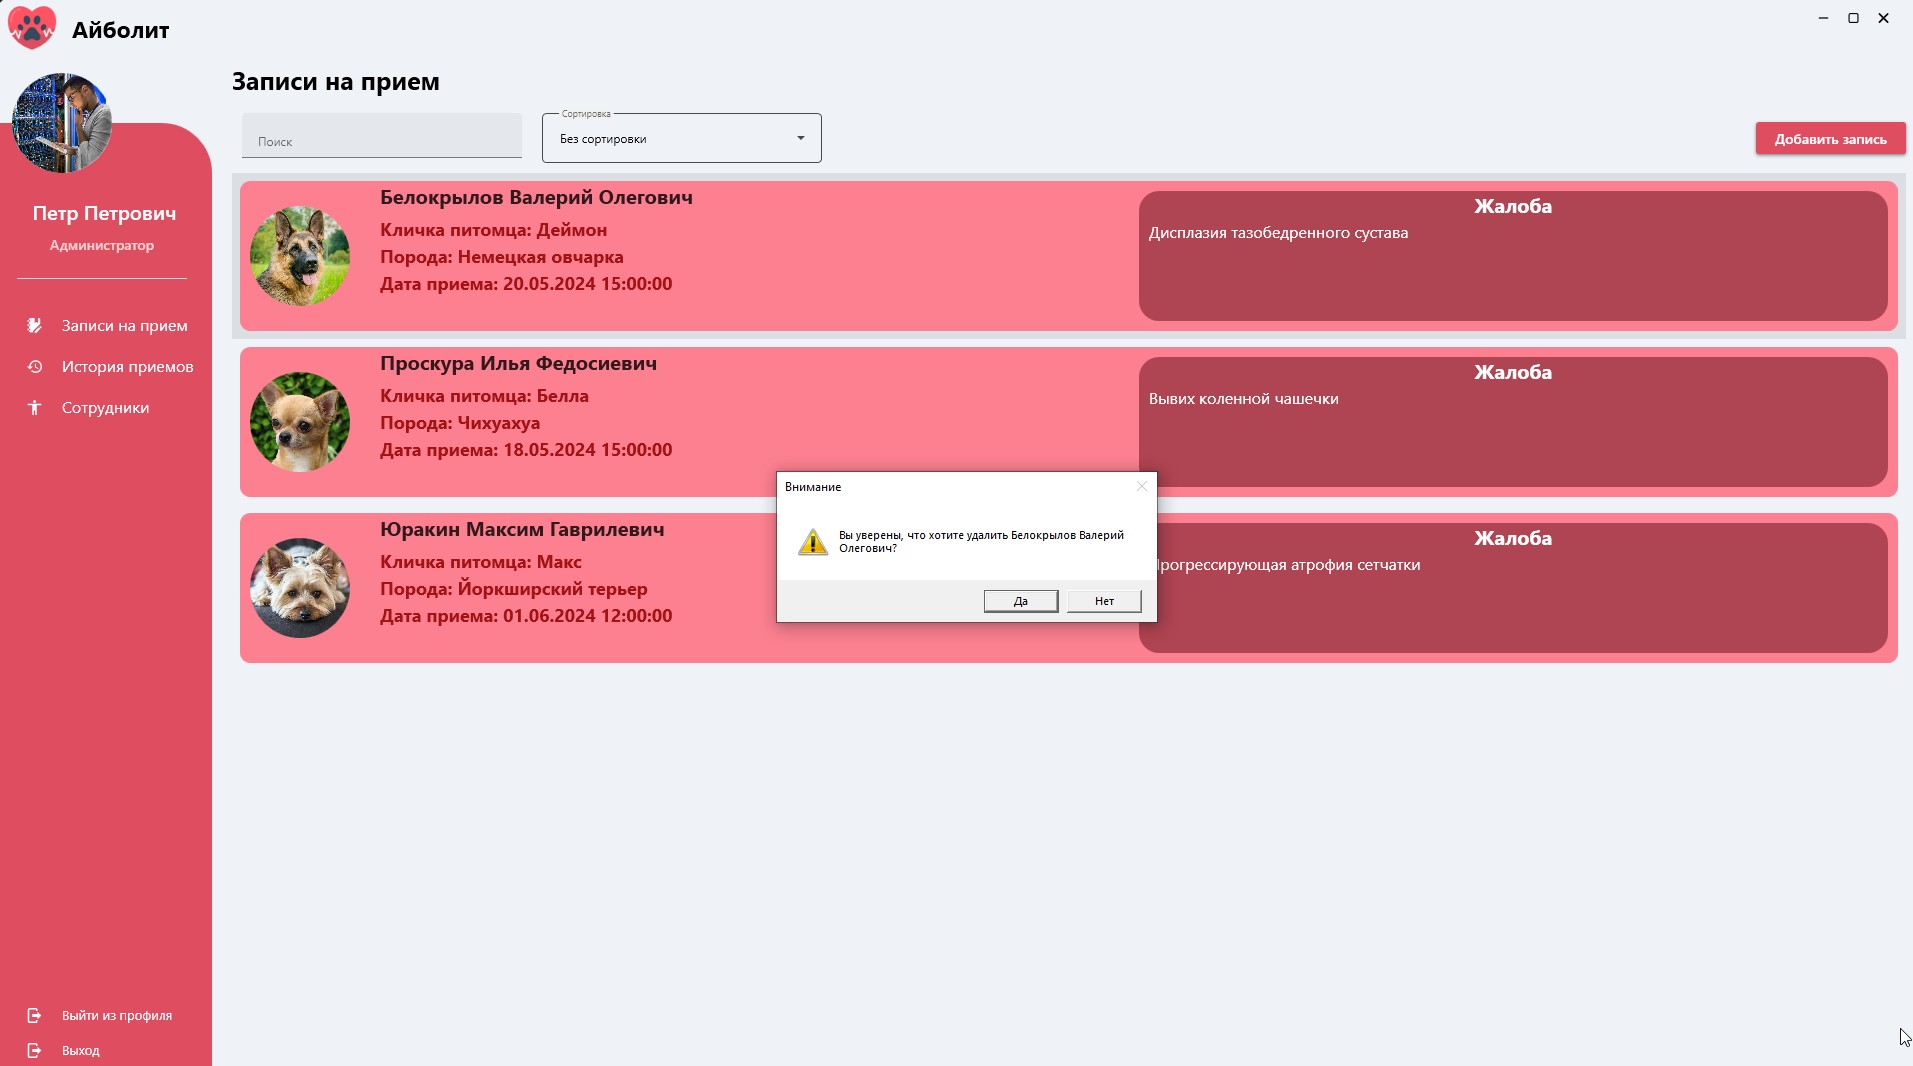 Айболит
Записи на прием
Поиск
Сортировка
Без сортировки
Добавить запись
Петр Петрович
Администратор
Записи на прием
История приемов
Сотрудники
Выйти из профиля
Выход
Белокрылов Валерий Олегович
Кличка питомца: Деймон
Порода: Немецкая овчарка
Дата приема: 20.05.2024 15:00:00
Жалоба
Дисплазия тазобедренного сустава
Проскура Илья Федосиевич
Кличка питомца: Белла
Порода: Чихуахуа
Дата приема: 18.05.2024 15:00:00
Жалоба
Вывих коленной чашечки
Юракин Максим Гаврилевич
Кличка питомца: Макс
Порода: Йоркширский терьер
Дата приема: 01.06.2024 12:00:00
Жалоба
Прогрессирующая атрофия сетчатки
Внимание
Вы уверены, что хотите удалить Белокрылов Валерий
Олегович?
Да
Нет